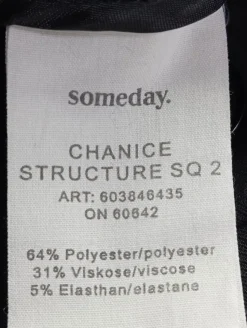 someday.
CHANICE
STRUCTURE SQ 2
ART: 603846435
ON 60642
64% Polyester/polyester
31% Viskose/viscose
5% Elasthan/elastane